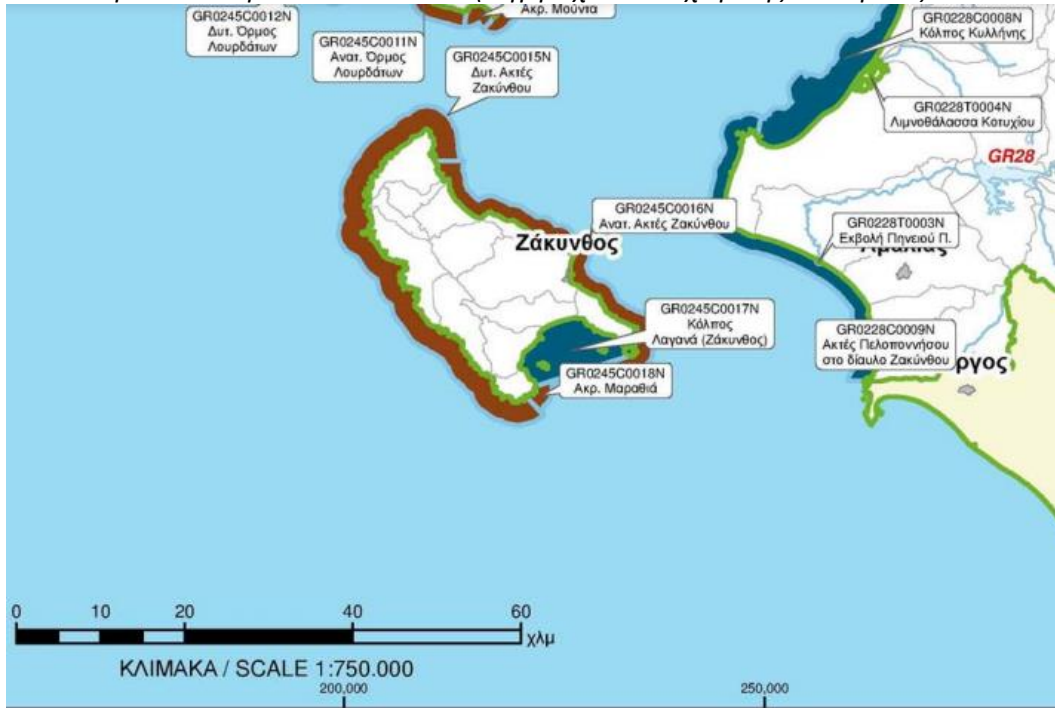 Ακρ. Μούντα
GR0245C0012N
Δυτ. Όρμος
Λουρδάτων
GR0245C0011N
Ανατ. Όρμος
Λουρδάτων
GR0245C0015N
Δυτ. Ακτές
Ζακύνθου
GR0228C0008N
Κόλπος Κυλλήνης
GR0228T0004N
Λιμνοθάλασσα Κοτυχίου
GR28
GR0245C0016N
Ανατ. Ακτές Ζακύνθου
Ζάκυνθος
GR0228T0003N
Εκβολή Πηνειού Π.
GR0245C0017N
Κόλπος
Λαγανά (Ζάκυνθος)
GR0228C0009N
Ακτές Πελοποννήσου
στο δίαυλο Ζακύνθου
ργος
GR0245C0018N
Ακρ. Μαραθιά
0 10 20 40 60
χλμ
ΚΛΙΜΑΚΑ / SCALE 1:750.000
200,000 250,000